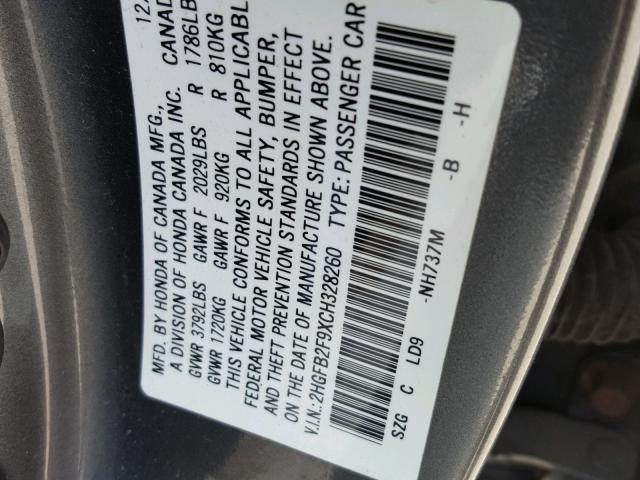 MFD. BY HONDA OF CANADA MFG., 12
A DIVISION OF HONDA CANADA INC. CANAD
GVWR 3792LBS GAWR F 2029LBS R 1786LB
GVWR 1720KG GAWR F 920KG R 810KG
THIS VEHICLE CONFORMS TO ALL APPLICABL
FEDERAL MOTOR VEHICLE SAFETY, BUMPER,
AND THEFT PREVENTION STANDARDS IN EFFECT
ON THE DATE OF MANUFACTURE SHOWN ABOVE.
V.I.N.:2HGFB2F9XCH328260 TYPE: PASSENGER CAR
SZG C LD9 -NH737M -B -H